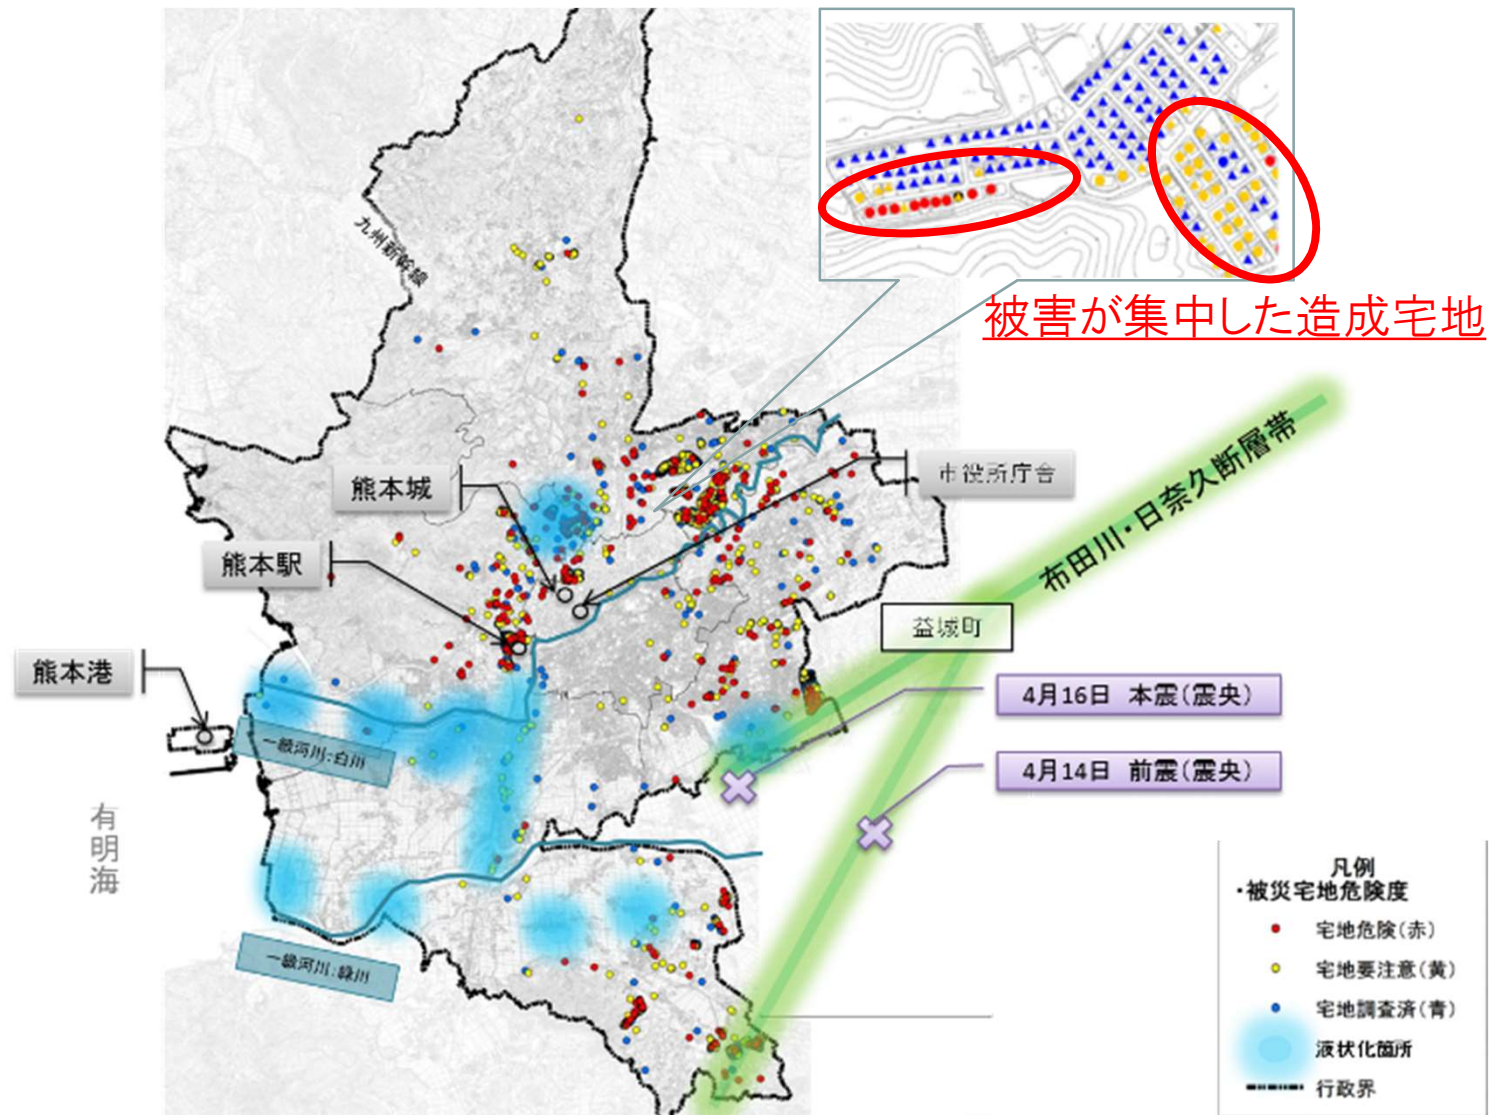 被害が集中した造成宅地
九州新幹線
布田川・日奈久断層帯
熊本城
市役所庁舎
熊本駅
益城町
熊本港
4月16日 本震(震央)
一級河川:白川
4月14日 前震(震央)
有明海
一級河川:緑川
凡例
・被災宅地危険度
宅地危険(赤)
宅地要注意(黄)
宅地調査済(青)
液状化箇所
行政界